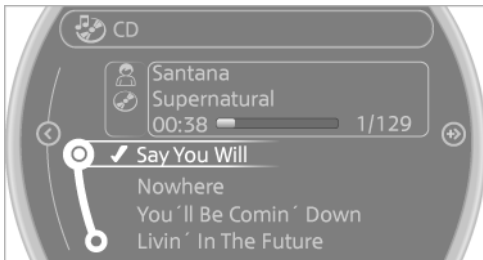 CD
Santana
Supernatural
00:38 1/129
Say You Will
Nowhere
You´ll Be Comin´ Down
Livin´ In The Future